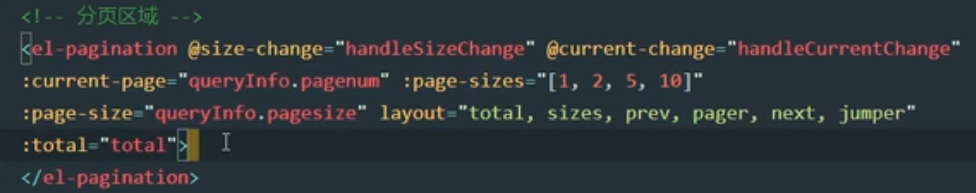 <!-- 分页区域 -->
<el-pagination @size-change="handleSizeChange" @current-change="handleCurrentChange"
:current-page="queryInfo.pagenum" :page-sizes="[1, 2, 5, 10]"
:page-size="queryInfo.pagesize" layout="total, sizes, prev, pager, next, jumper"
:total="total">
</el-pagination>